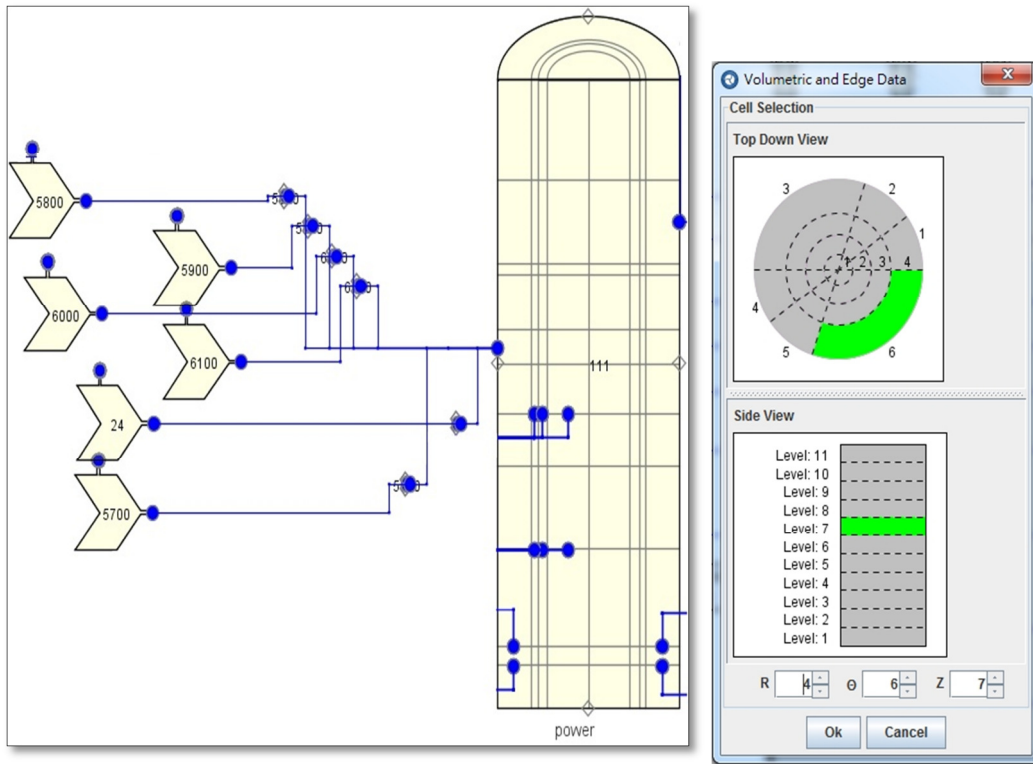 5800
5900
6000
6100
24
5700
111
power
Volumetric and Edge Data
Cell Selection
Top Down View
3
2
1
1 2 3 4
4
5
6
Side View
Level: 11
Level: 10
Level: 9
Level: 8
Level: 7
Level: 6
Level: 5
Level: 4
Level: 3
Level: 2
Level: 1
R 4 Θ 6 Z 7
Ok Cancel